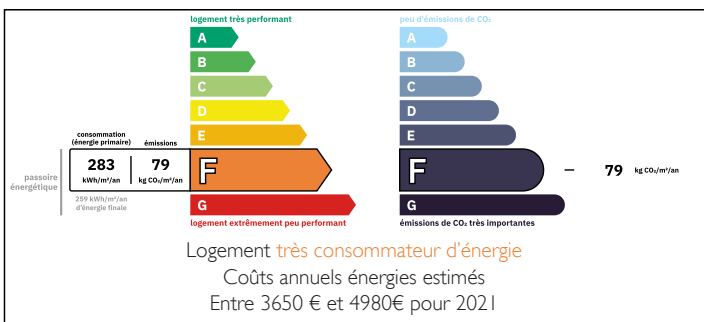 logement très performant
A
B
C
D
E
consommation
(énergie primaire)
émissions
283
kWh/m²/an
79
kg CO₂/m²/an
F
passoire
énergétique
259 kWh/m²/an
d'énergie finale
G
logement extrêmement peu performant
peu d'émissions de CO₂
A
B
C
D
E
F
79 kg CO₂/m²/an
G
émissions de CO₂ très importantes
Logement très consommateur d'énergie
Coûts annuels énergies estimés
Entre 3650 € et 4980€ pour 2021